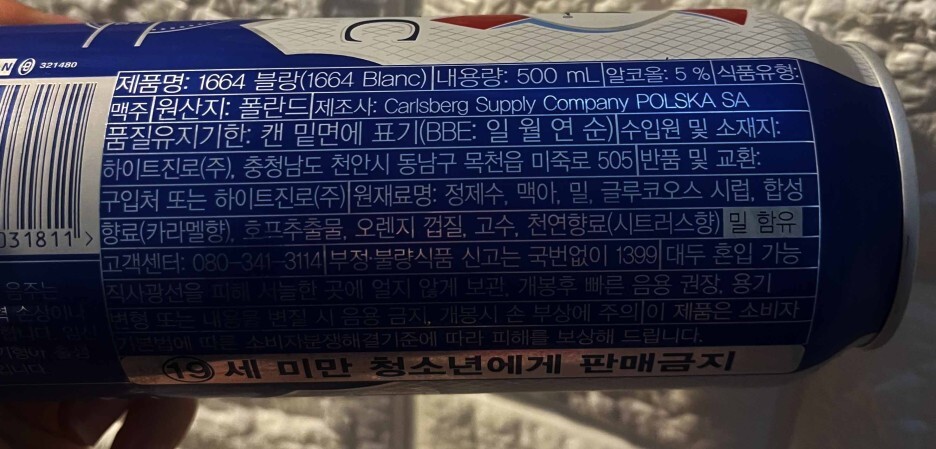 N 321480
제품명: 1664 블랑(1664 Blanc) 내용량: 500 mL 알코올: 5 % 식품유형:
맥주 원산지: 폴란드 제조사: Carlsberg Supply Company POLSKA SA
품질유지기한: 캔 밑면에 표기(BBE: 일 월 연 순) 수입원 및 소재지:
하이트진로(주), 충청남도 천안시 동남구 목천읍 미죽로 505 반품 및 교환:
구입처 또는 하이트진로(주) 원재료명: 정제수, 맥아, 밀, 글루코오스 시럽, 합성
향료(카라멜향), 호프추출물, 오렌지 껍질, 고수, 천연향료(시트러스향) 밀 함유
고객센터: 080-341-3114 부정·불량식품 신고는 국번없이 1399 대두 혼입 가능
직사광선을 피해 서늘한 곳에 얼지 않게 보관, 개봉후 빠른 음용 권장, 용기
변형 또는 내용물 변질 시 음용 금지, 개봉시 손 부상에 주의 이 제품은 소비자
기본법에 따른 소비자분쟁해결기준에 따라 피해를 보상해 드립니다.
19세 미만 청소년에게 판매금지
031811 >